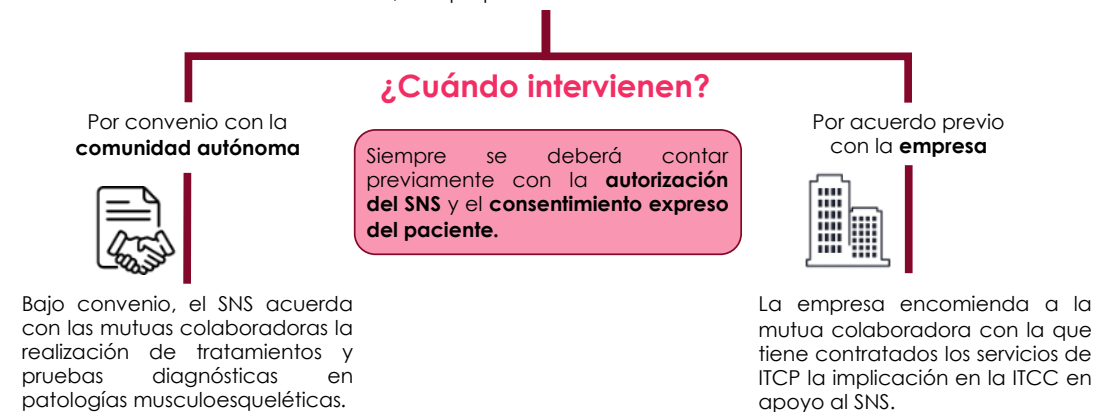 ¿Cuándo intervienen?
Por convenio con la
comunidad autónoma
Siempre se deberá contar
previamente con la autorización
del SNS y el consentimiento expreso
del paciente.
Por acuerdo previo
con la empresa
Bajo convenio, el SNS acuerda
con las mutuas colaboradoras la
realización de tratamientos y
pruebas diagnósticas en
patologías musculoesqueléticas.
La empresa encomienda a la
mutua colaboradora con la que
tiene contratados los servicios de
ITCP la implicación en la ITCC en
apoyo al SNS.